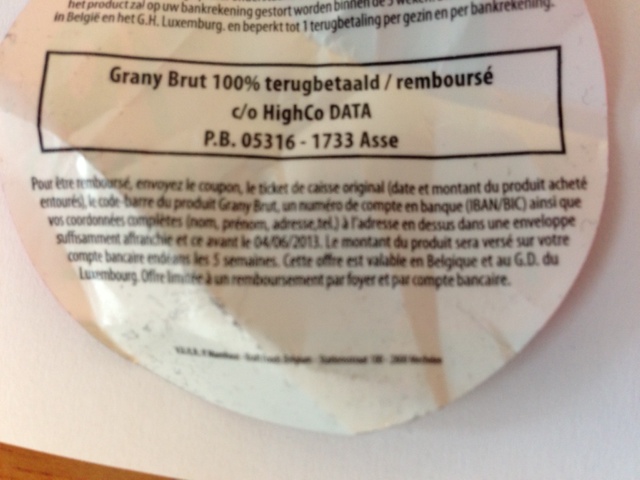 het product zal op uw bankrekening gestort worden binnen de 5
in België en het G.H. Luxemburg. en beperkt tot 1 terugbetaling per gezin en per bankrekening.
Grany Brut 100% terugbetaald / remboursé
c/o HighCo DATA
P.B. 05316 - 1733 Asse
Pour être remboursé, envoyez le coupon, le ticket de caisse original (date et montant du produit acheté
entourés), le code-barre du produit Grany Brut, un numéro de compte en banque (IBAN/BIC) ainsi que
vos coordonnées complètes (nom, prénom, adresse,tel.) à l'adresse en dessus dans une enveloppe
suffisamment affranchie et ce avant le 04/06/2013. Le montant du produit sera versé sur votre
compte bancaire endéans les 5 semaines. Cette offre est valable en Belgique et au G.D. du
Luxembourg. Offre limitée à un remboursement par foyer et par compte bancaire.